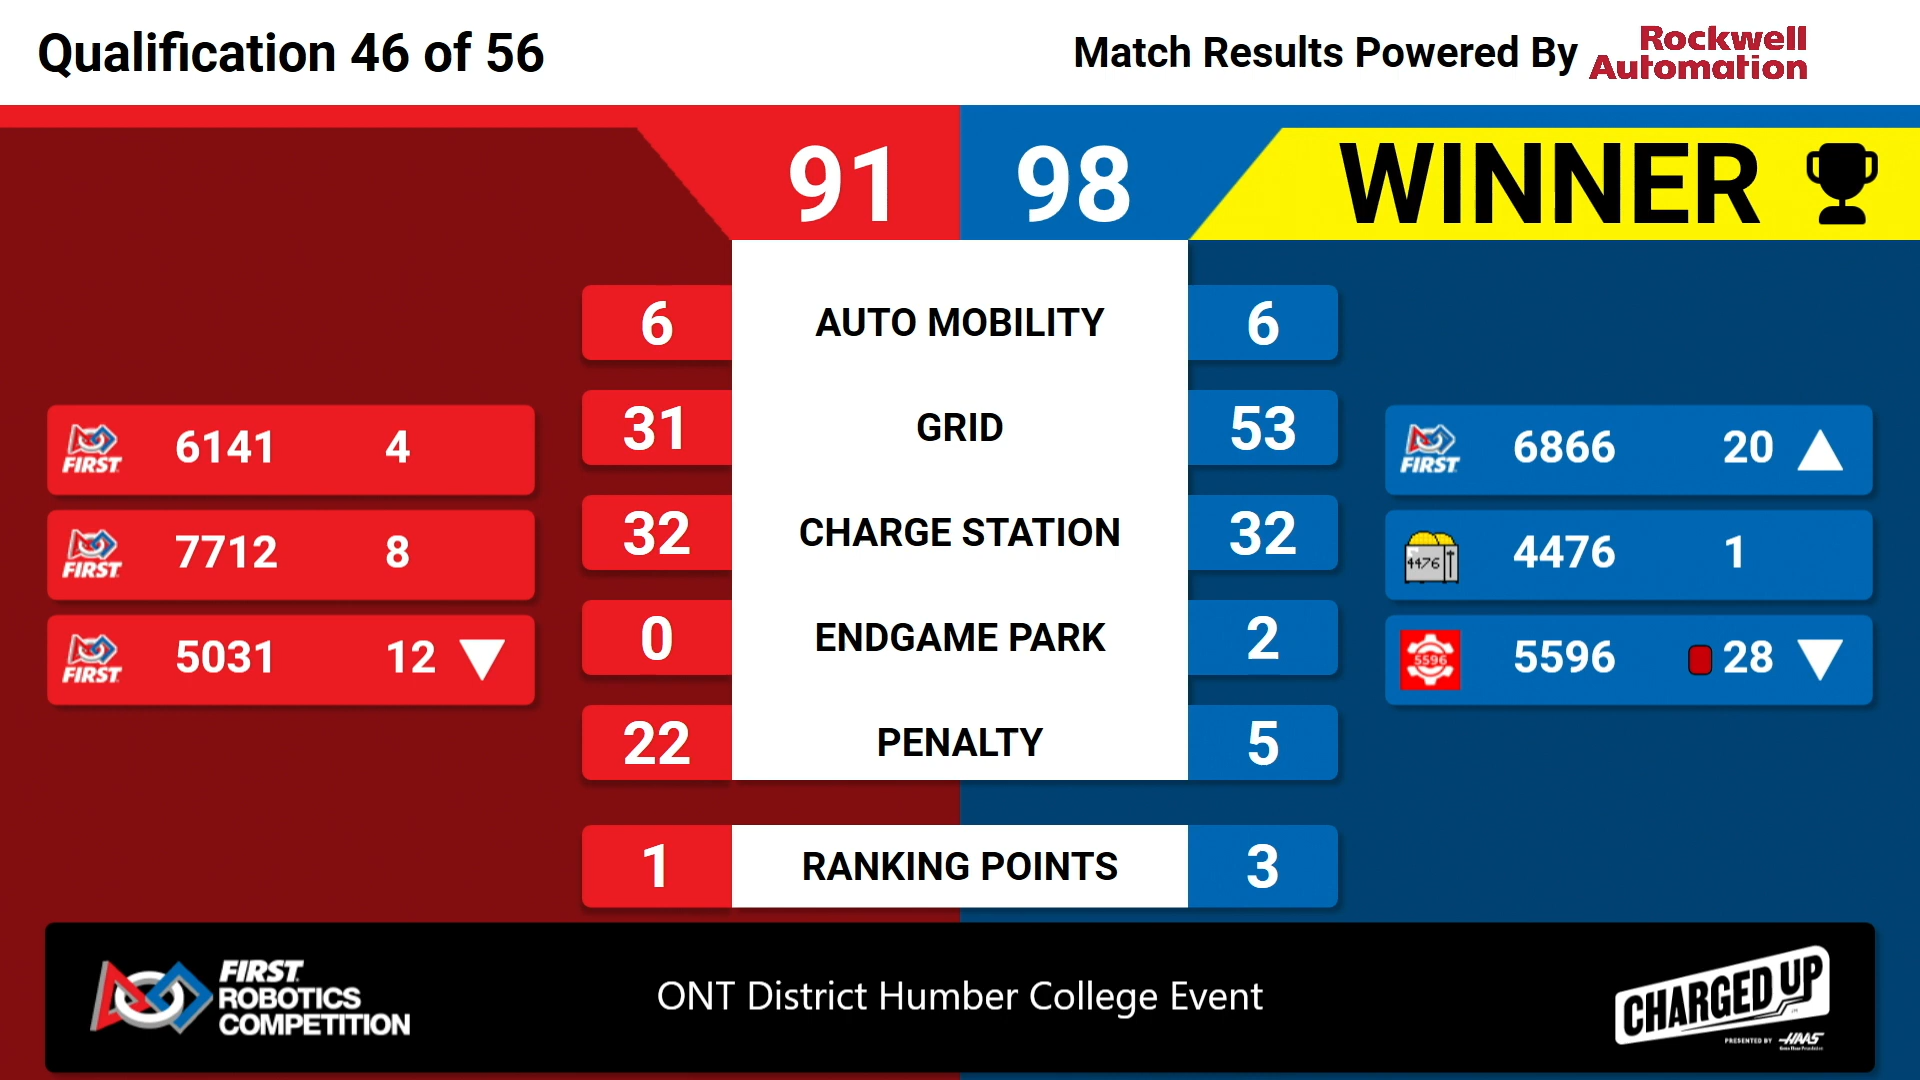 Qualification 46 of 56
Match Results Powered By
Rockwell
Automation
91
98
WINNER
6 AUTO MOBILITY 6
31 GRID 53
32 CHARGE STATION 32
0 ENDGAME PARK 2
22 PENALTY 5
1 RANKING POINTS 3
FIRST 6141 4
FIRST 7712 8
FIRST 5031 12
FIRST 6866 20
4476 4476 1
5596 5596 28
FIRST
ROBOTICS
COMPETITION
ONT District Humber College Event
CHARGED UP
PRESENTED BY HAAS